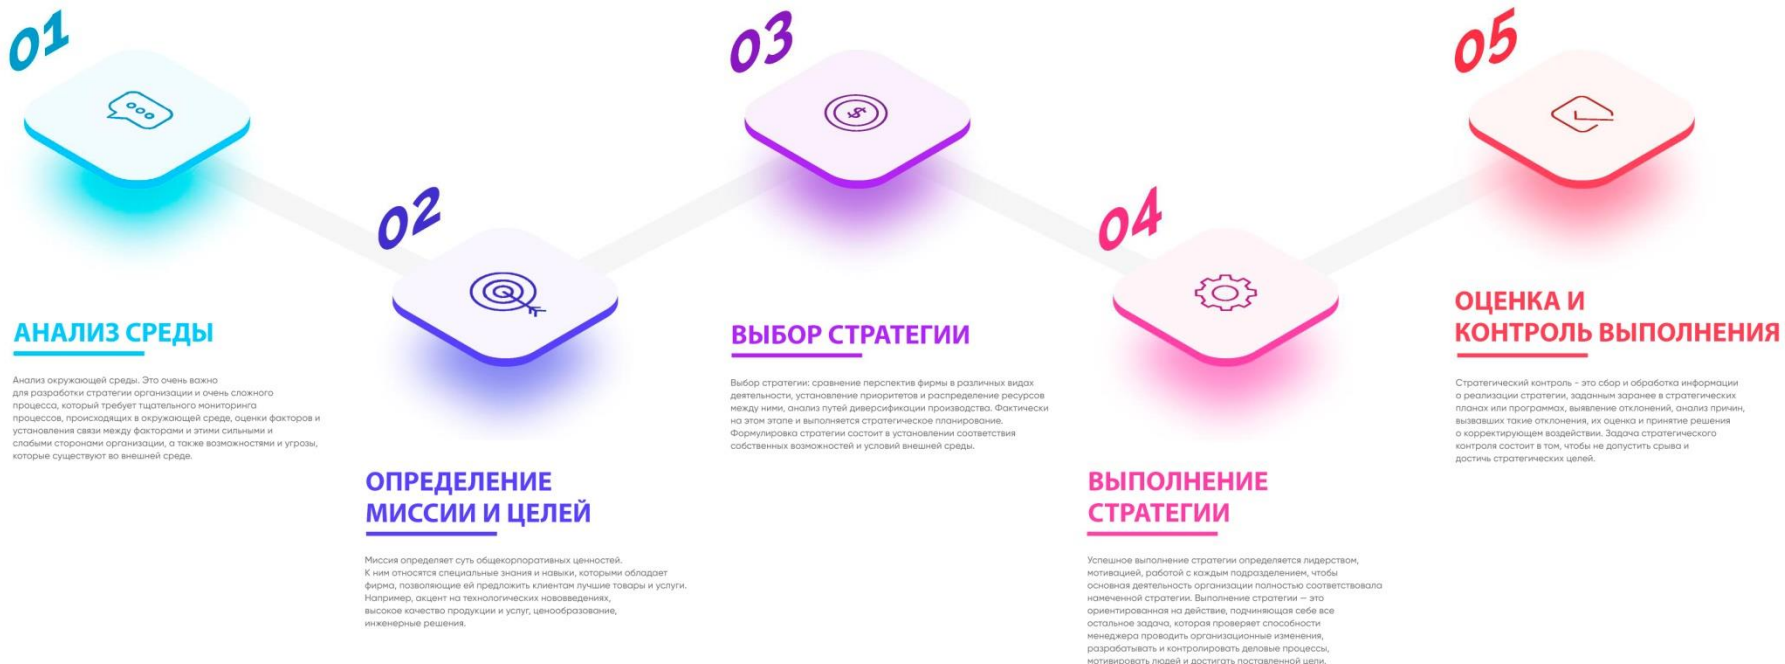 01
АНАЛИЗ СРЕДЫ
Анализ окружающей среды. Это очень важно
для разработки стратегии организации и очень сложного
процесса, который требует тщательного мониторинга
процессов, происходящих в окружающей среде, оценки факторов и
установления связи между факторами и этими сильными и
слабыми сторонами организации, а также возможностями и угрозы,
которые существуют во внешней среде.
02
ОПРЕДЕЛЕНИЕ
МИССИИ И ЦЕЛЕЙ
Миссия определяет суть общекорпоративных ценностей.
К ним относятся специальные знания и навыки, которыми обладает
фирма, позволяющие ей предложить клиентам лучшие товары и услуги.
Например, акцент на технологических нововведениях,
высокое качество продукции и услуг, ценообразование,
инженерные решения.
03
$
ВЫБОР СТРАТЕГИИ
Выбор стратегии: сравнение перспектив фирмы в различных видах
деятельности, установление приоритетов и распределение ресурсов
между ними, анализ путей диверсификации производства. Фактически
на этом этапе и выполняется стратегическое планирование.
Формулировка стратегии состоит в установлении соответствия
собственных возможностей и условий внешней среды.
04
ВЫПОЛНЕНИЕ
СТРАТЕГИИ
Успешное выполнение стратегии определяется лидерством,
мотивацией, работой с каждым подразделением, чтобы
основная деятельность организации полностью соответствовала
намеченной стратегии. Выполнение стратегии — это
ориентированная на действие, подчиняющая себе все
остальное задача, которая проверяет способности
менеджера проводить организационные изменения,
разрабатывать и контролировать деловые процессы,
мотивировать людей и достигать поставленной цели.
05
ОЦЕНКА И
КОНТРОЛЬ ВЫПОЛНЕНИЯ
Стратегический контроль - это сбор и обработка информации
о реализации стратегии, заданным заранее в стратегических
планах или программах, выявление отклонений, анализ причин,
вызвавших такие отклонения, их оценка и принятие решения
о корректирующем воздействии. Задача стратегического
контроля состоит в том, чтобы не допустить срыва и
достичь стратегических целей.